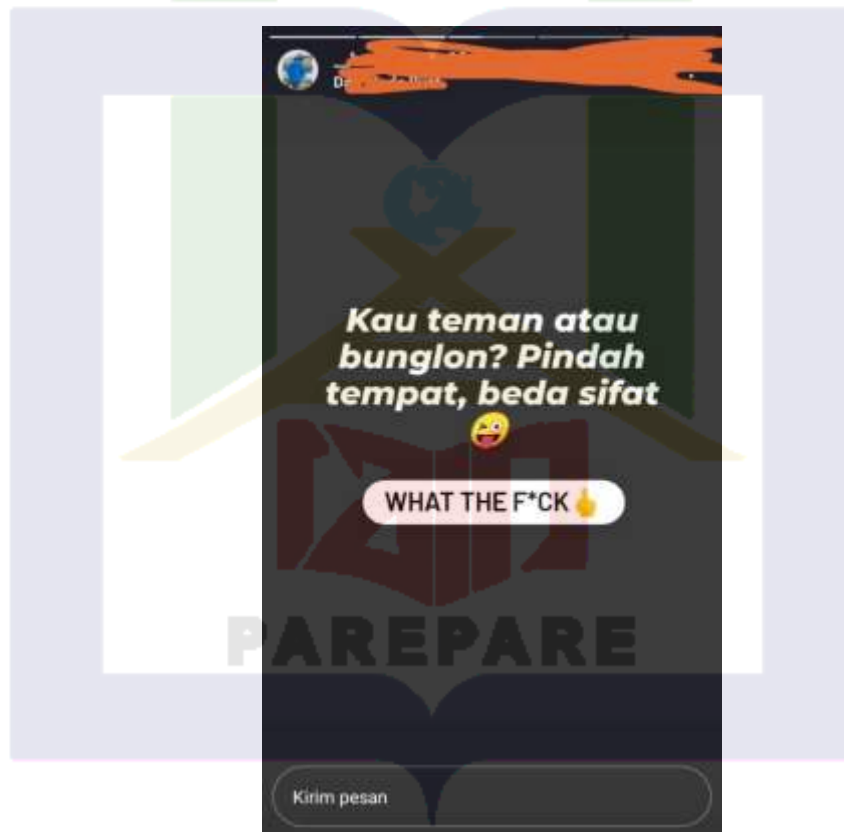 Kau teman atau
bunglon? Pindah
tempat, beda sifat
😜
WHAT THE F*CK🖕
PAREPARE
Kirim pesan